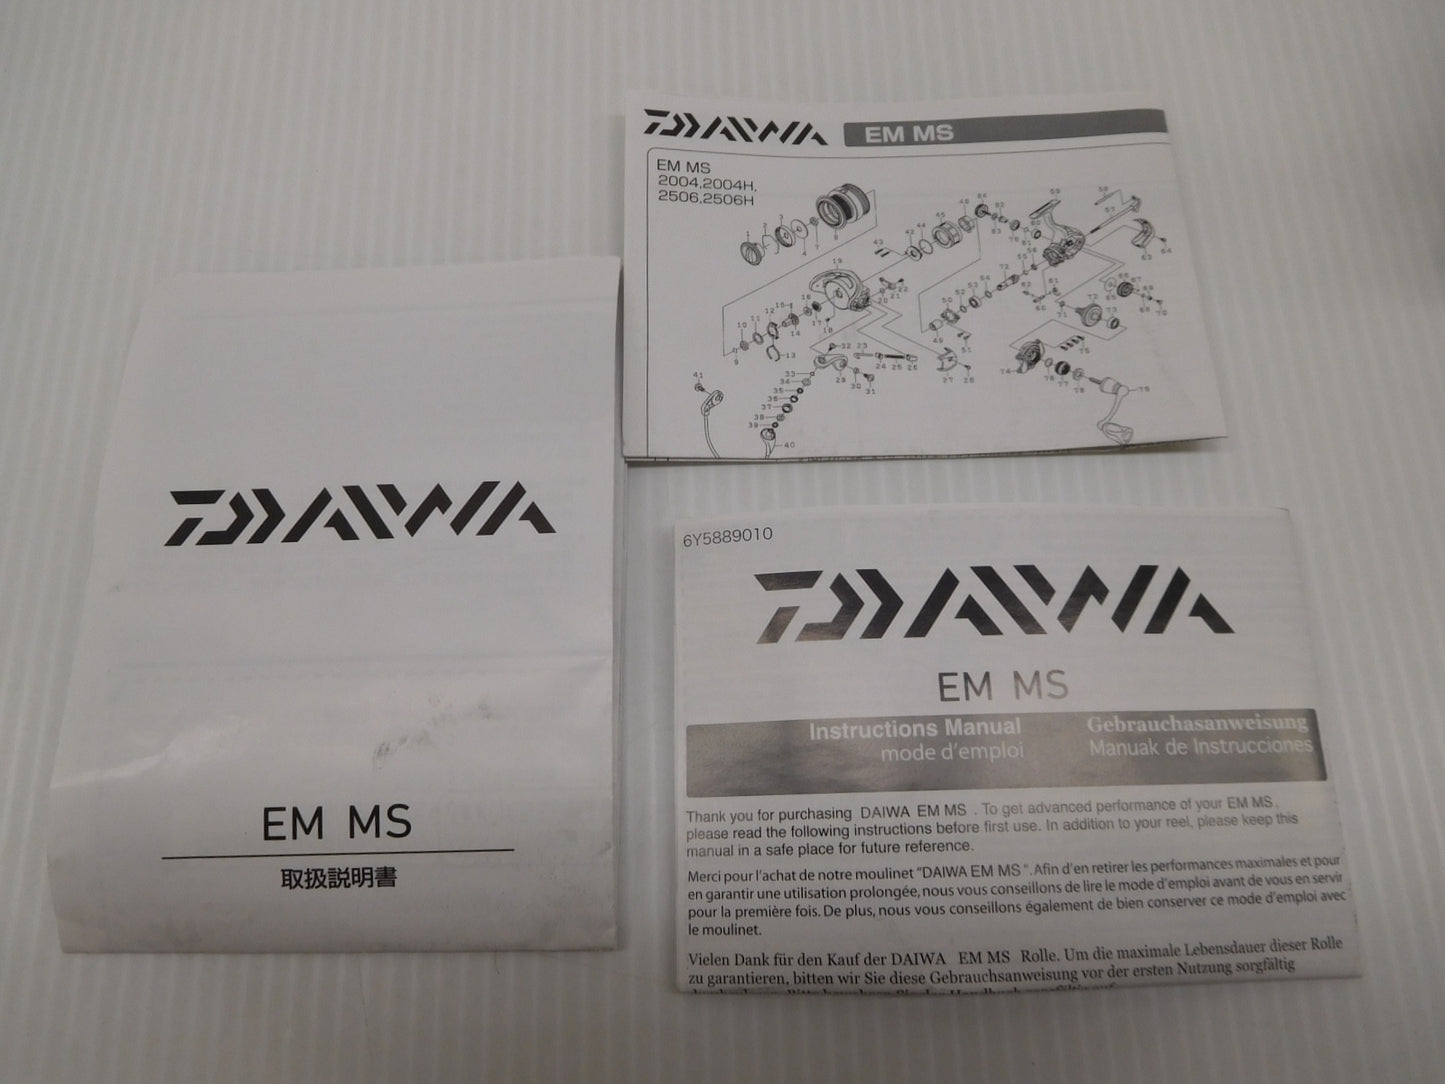 DAIWA
EM MS
取扱説明書
DAIWA EM MS
EM MS
2004,2004H,
2506,2506H
6Y5889010
DAIWA
EM MS
Instructions Manual Gebrauchasanweisung
mode d'emploi Manuak de Instrucciones
Thank you for purchasing DAIWA EM MS . To get advanced performance of your EM MS,
please read the following instructions before first use. In addition to your reel, please keep this
manual in a safe place for future reference.
Merci pour l'achat de notre moulinet "DAIWA EM MS ". Afin d'en retirer les performances maximales et pour
en garantir une utilisation prolongée, nous vous conseillons de lire le mode d'emploi avant de vous en servir
pour la première fois. De plus, nous vous conseillons également de bien conserver ce mode d'emploi avec
le moulinet.
Vielen Dank für den Kauf der DAIWA EM MS Rolle. Um die maximale Lebensdauer dieser Rolle
zu garantieren, bitten wir Sie diese Gebrauchsanweisung vor der ersten Nutzung sorgfältig